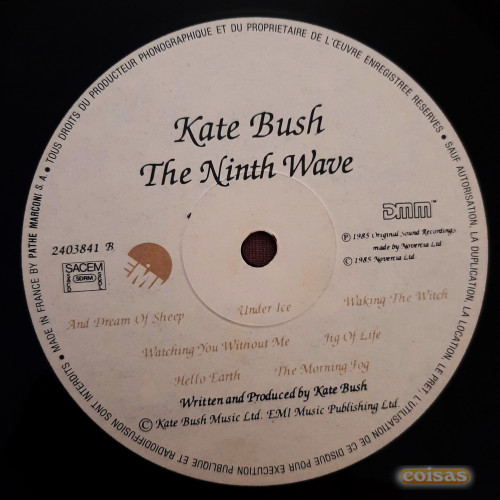 • TOUS DROITS DU PRODUCTEUR PHONOGRAPHIQUE ET DU PROPRIETAIRE DE L'ŒUVRE ENREGISTREE RESERVES • SAUF AUTORISATION, LA DUPLICATION, LA LOCATION, LE PRET, L'UTILISATION DE CE DISQUE POUR EXECUTION PUBLIQUE ET RADIODIFFUSION SONT INTERDITS • MADE IN FRANCE BY PATHE MARCONI S.A.
Kate Bush
The Ninth Wave
DMM™
2403841 B
Ⓟ 1985 Original Sound Recordings
made by Novercia Ltd.
© 1985 Novercia Ltd.
SACEM
SACD
SDRM
SGDL
EMI
And Dream Of Sheep
Under Ice
Waking The Witch
Watching You Without Me
Jig Of Life
Hello Earth
The Morning Fog
Written and Produced by Kate Bush
© Kate Bush Music Ltd. EMI Music Publishing Ltd.
coisas